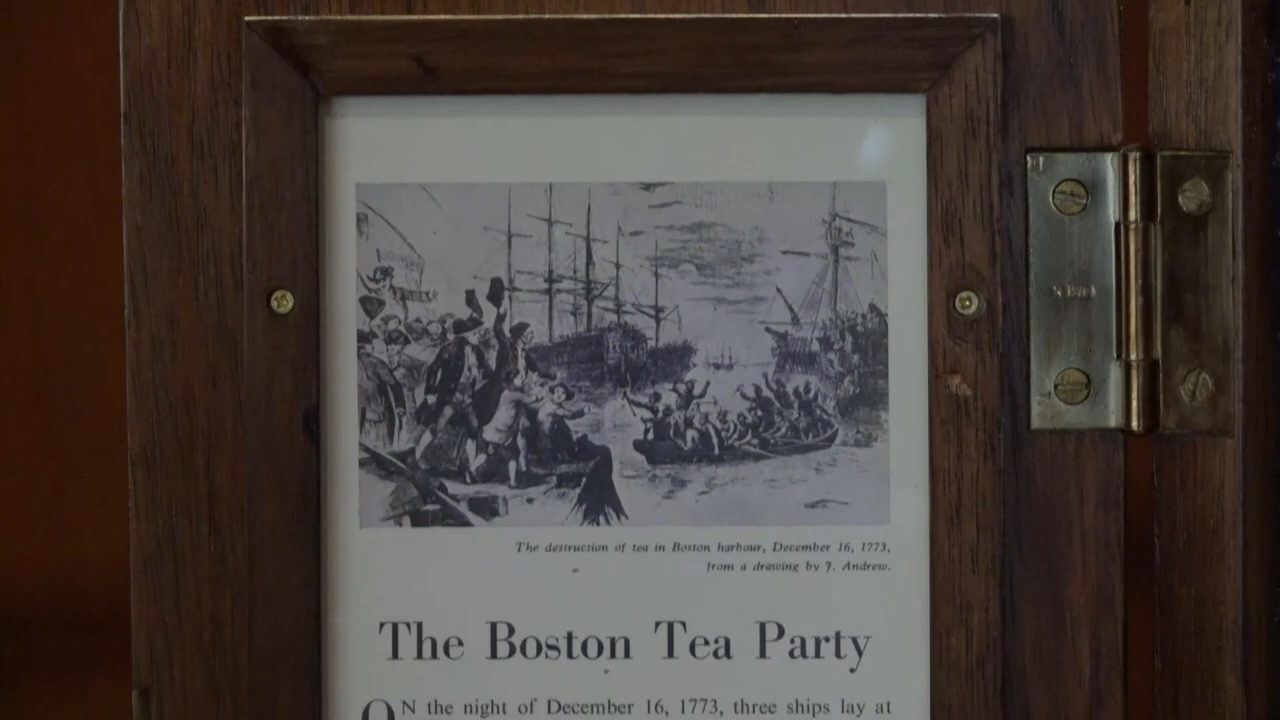 The destruction of tea in Boston harbour, December 16, 1773,
from a drawing by J. Andrew.
The Boston Tea Party
ON the night of December 16, 1773, three ships lay at